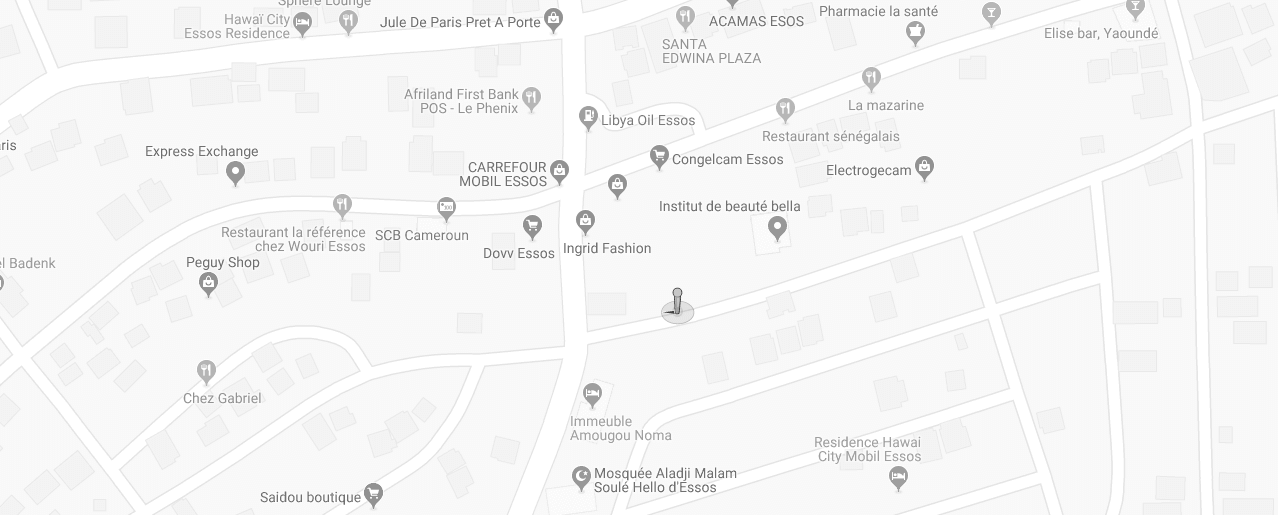 Sphere Lounge
Hawaï City
Essos Residence
Jule De Paris Pret A Porte
ACAMAS ESOS
Pharmacie la santé
Elise bar, Yaoundé
SANTA
EDWINA PLAZA
Afriland First Bank
POS - Le Phenix
La mazarine
Libya Oil Essos
Restaurant sénégalais
aris
Express Exchange
CARREFOUR
MOBIL ESSOS
Congelcam Essos
Electrogecam
Institut de beauté bella
Restaurant la référence
chez Wouri Essos
SCB Cameroun
Dovv Essos
Ingrid Fashion
el Badenk
Peguy Shop
Chez Gabriel
Immeuble
Amougou Noma
Residence Hawai
City Mobil Essos
Mosquée Aladji Malam
Soulé Hello d'Essos
Saidou boutique